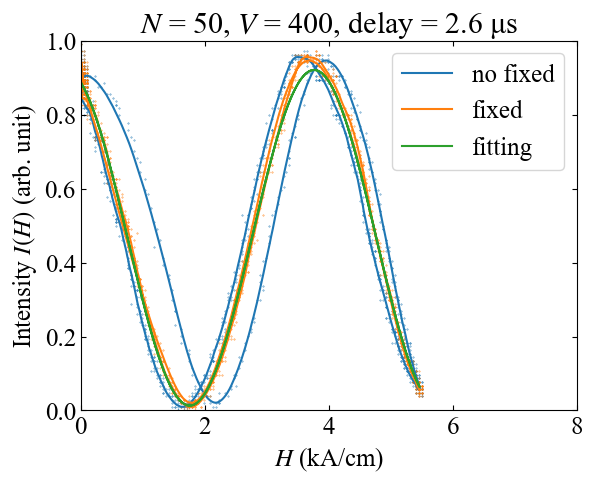 N = 50, V = 400, delay = 2.6 μs
1.0
0.8
0.6
0.4
0.2
0.0
Intensity I(H) (arb. unit)
no fixed
fixed
fitting
0 2 4 6 8
H (kA/cm)